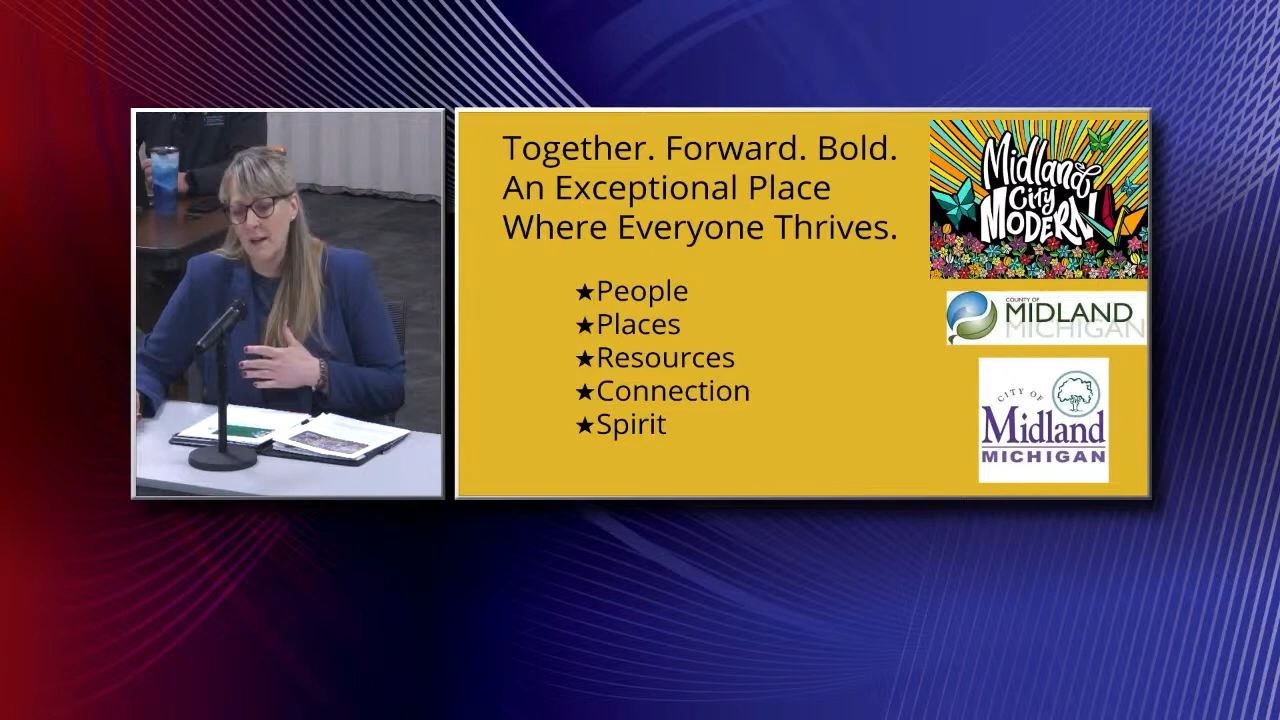 Together. Forward. Bold.
An Exceptional Place
Where Everyone Thrives.
★People
★Places
★Resources
★Connection
★Spirit
Midland
City
MODERN
COUNTY OF
MIDLAND
MICHIGAN
CITY OF
Midland
MICHIGAN